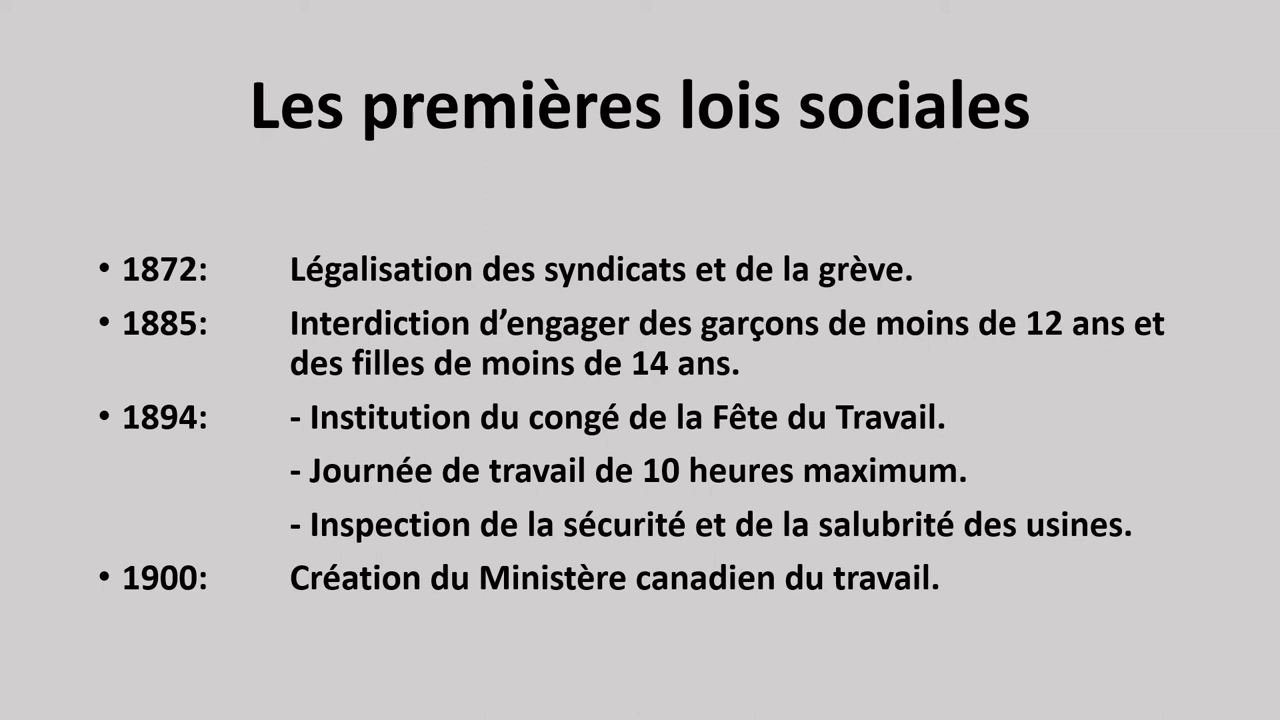 Les premières lois sociales
• 1872: Légalisation des syndicats et de la grève.
• 1885: Interdiction d’engager des garçons de moins de 12 ans et
des filles de moins de 14 ans.
• 1894: - Institution du congé de la Fête du Travail.
- Journée de travail de 10 heures maximum.
- Inspection de la sécurité et de la salubrité des usines.
• 1900: Création du Ministère canadien du travail.